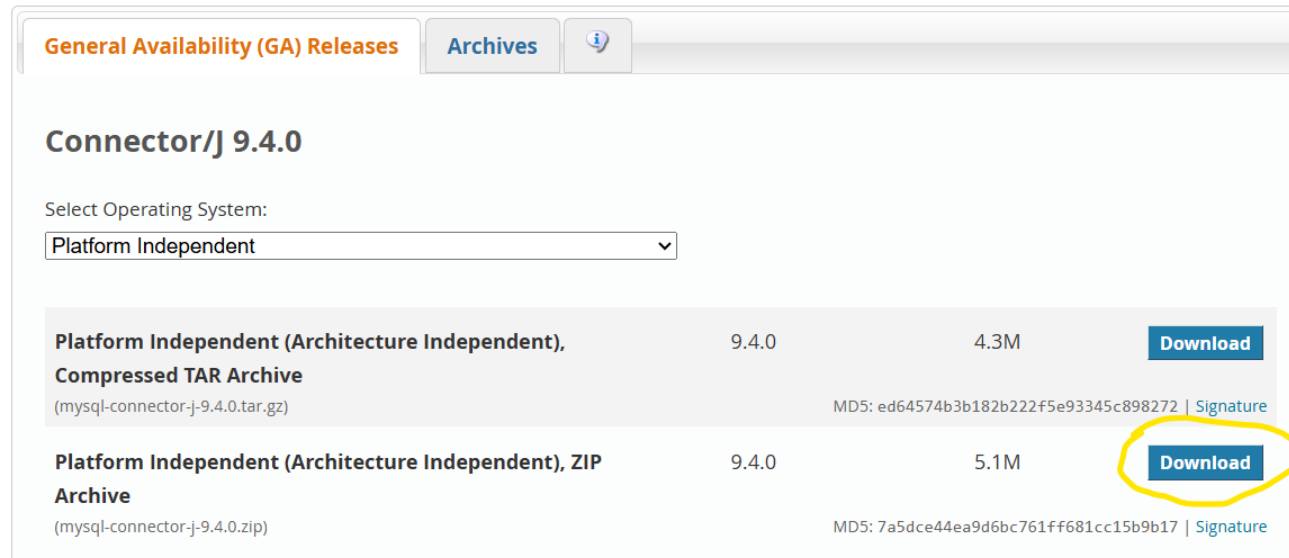 General Availability (GA) Releases Archives
Connector/J 9.4.0
Select Operating System:
Platform Independent
Platform Independent (Architecture Independent), 9.4.0 4.3M Download
Compressed TAR Archive
(mysql-connector-j-9.4.0.tar.gz) MD5: ed64574b3b182b222f5e93345c898272 | Signature
Platform Independent (Architecture Independent), ZIP 9.4.0 5.1M Download
Archive
(mysql-connector-j-9.4.0.zip) MD5: 7a5dce44ea9d6bc761ff681cc15b9b17 | Signature